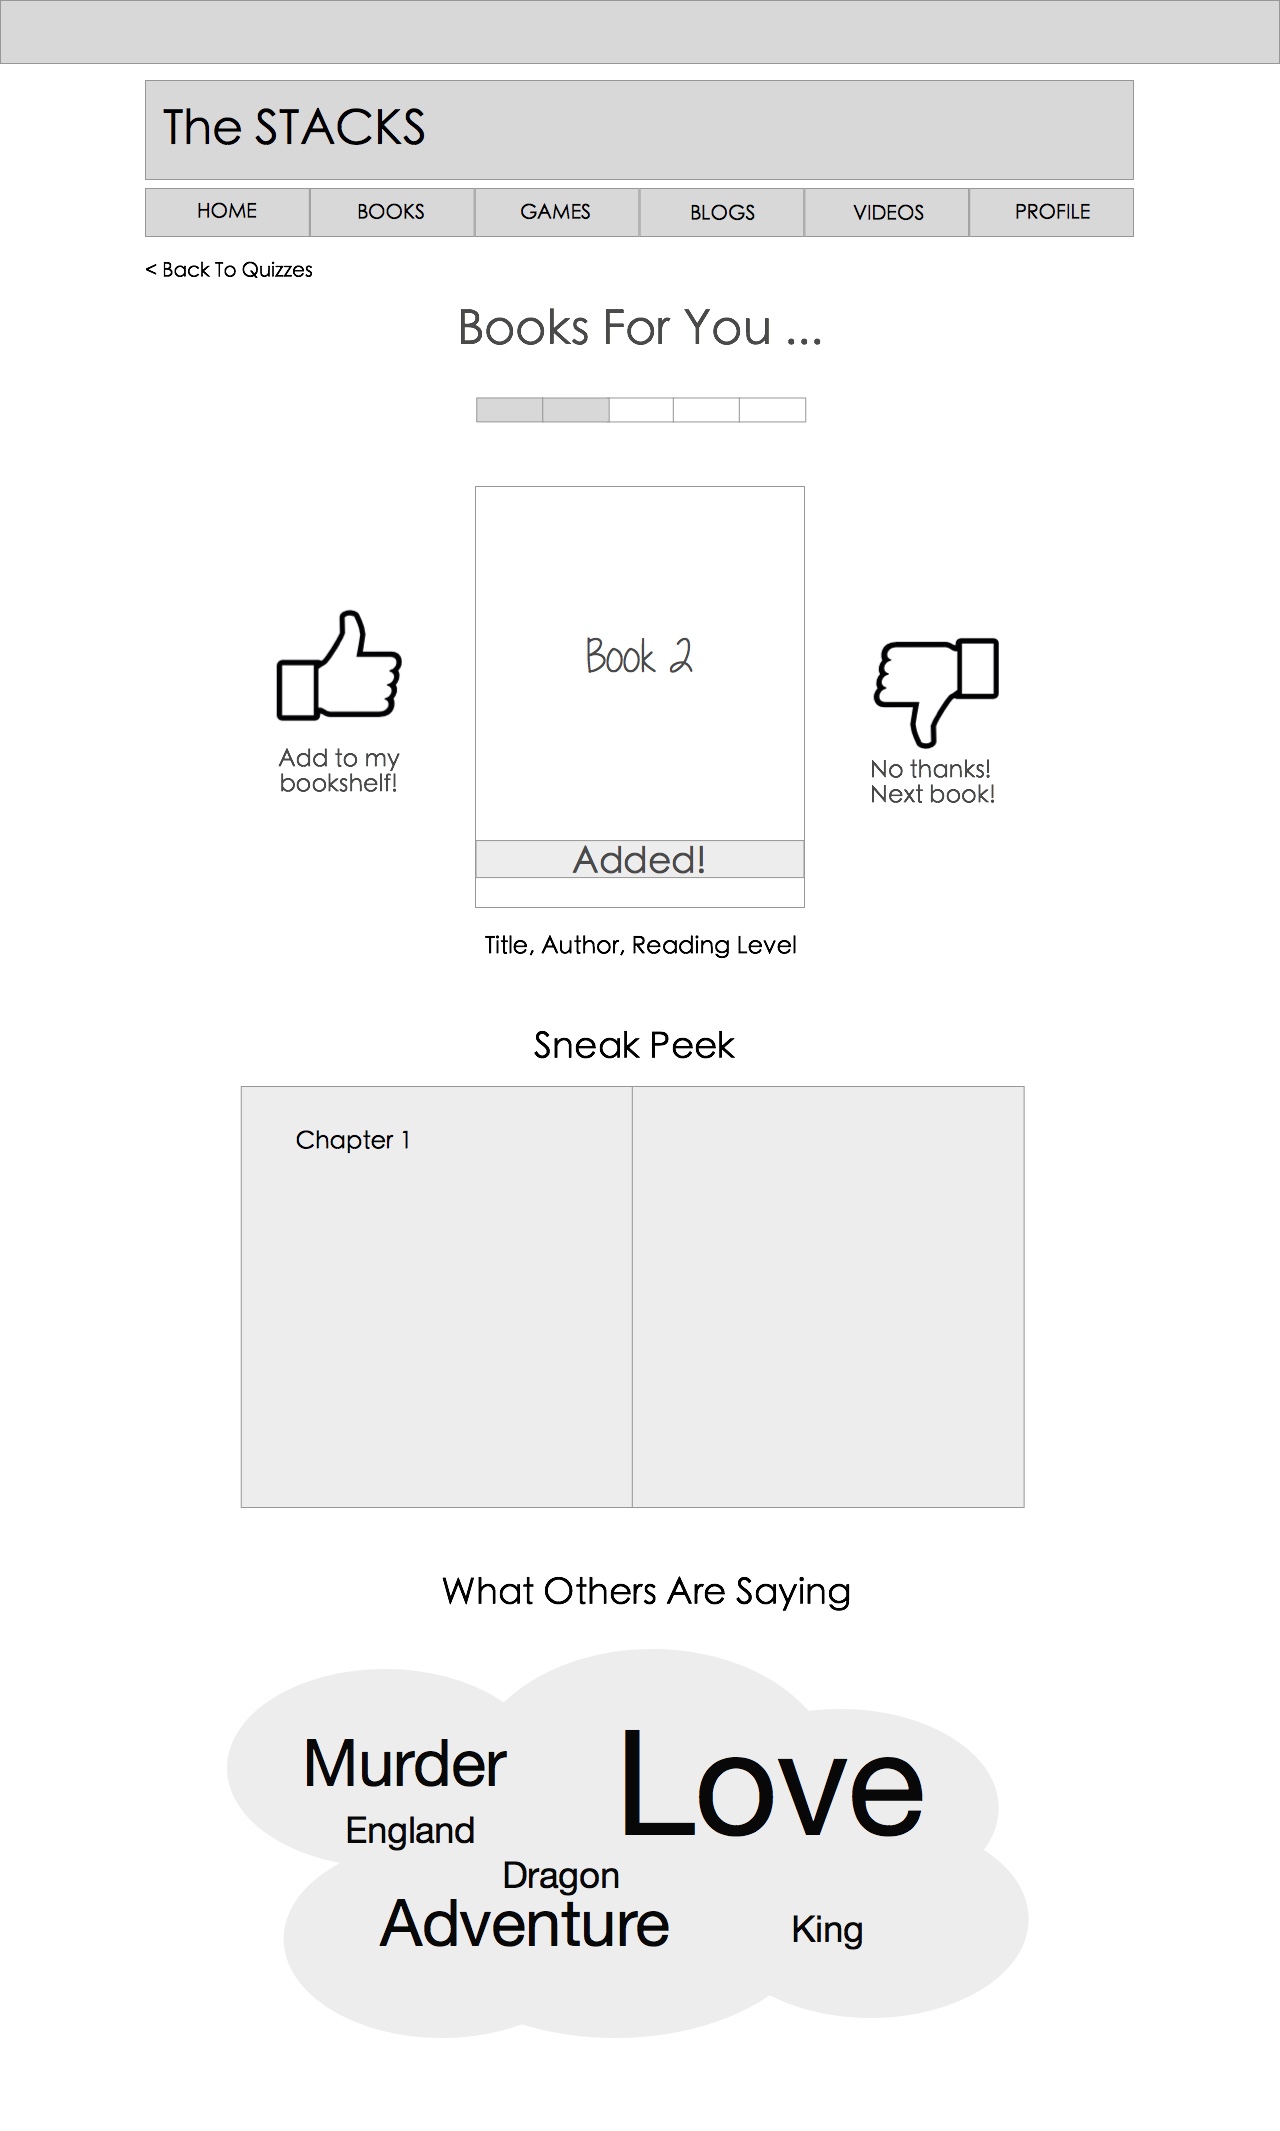 The STACKS
HOME BOOKS GAMES BLOGS VIDEOS PROFILE
< Back To Quizzes
Books For You ...
Book 2
Add to my
bookshelf!
No thanks!
Next book!
Added!
Title, Author, Reading Level
Sneak Peek
Chapter 1
What Others Are Saying
Murder
Love
England
Dragon
Adventure
King